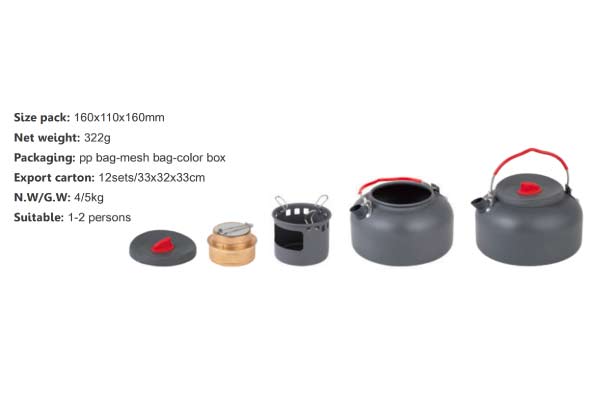 Size pack: 160x110x160mm
Net weight: 322g
Packaging: pp bag-mesh bag-color box
Export carton: 12sets/33x32x33cm
N.W/G.W: 4/5kg
Suitable: 1-2 persons